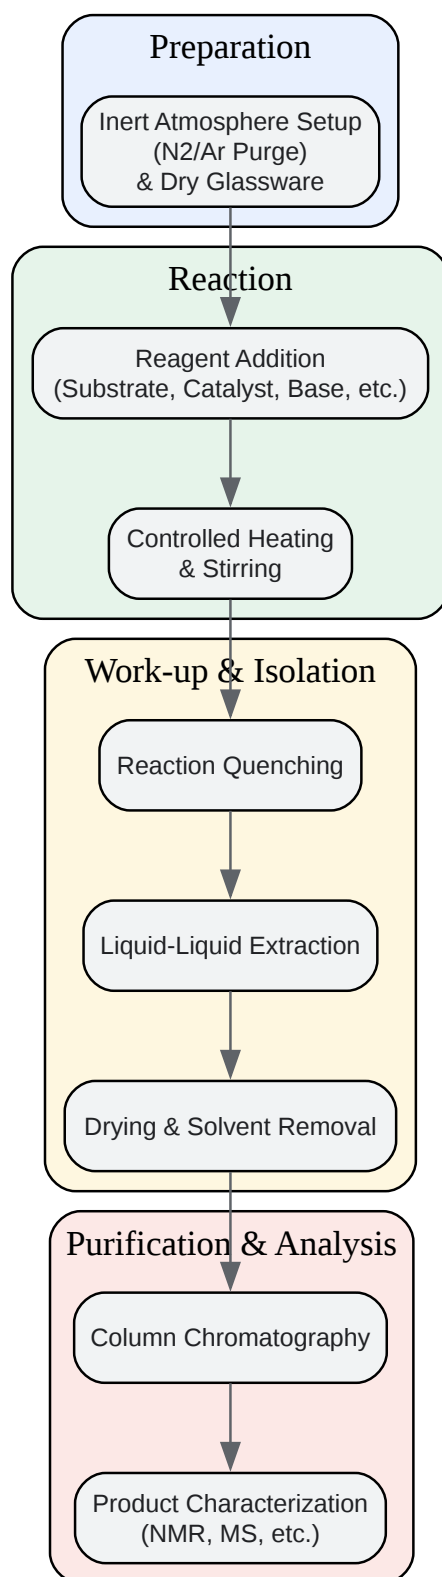 Preparation
Inert Atmosphere Setup
(N2/Ar Purge)
& Dry Glassware
Reaction
Reagent Addition
(Substrate, Catalyst, Base, etc.)
Controlled Heating
& Stirring
Work-up & Isolation
Reaction Quenching
Liquid-Liquid Extraction
Drying & Solvent Removal
Purification & Analysis
Column Chromatography
Product Characterization
(NMR, MS, etc.)